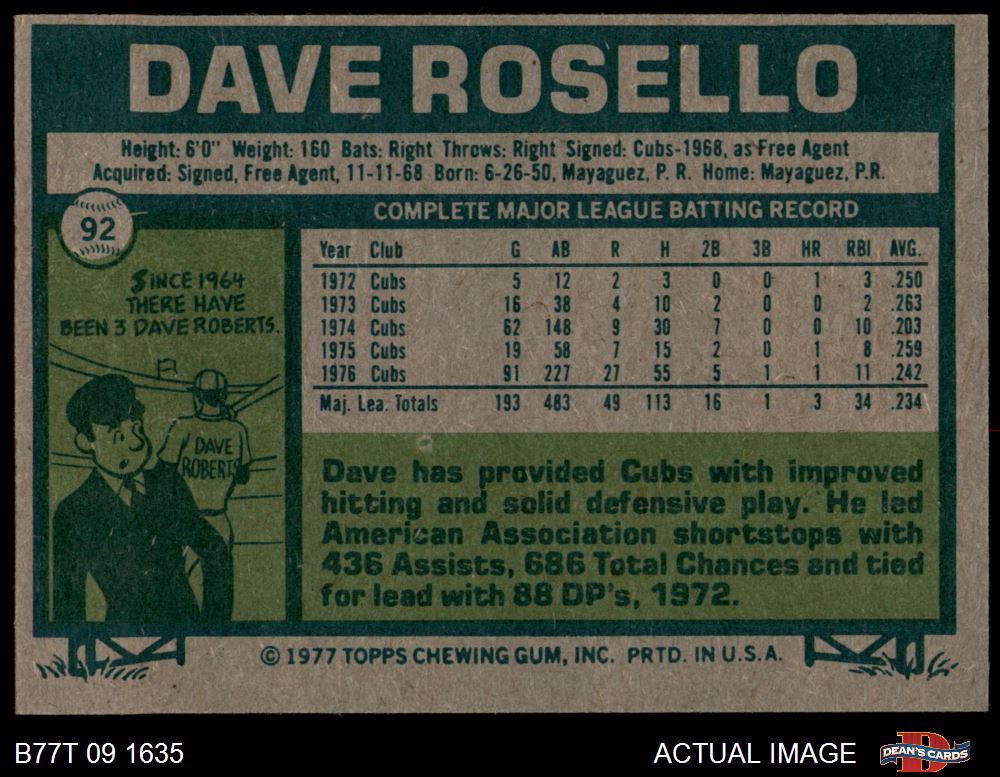 DAVE ROSELLO
Height: 6'0" Weight: 160 Bats: Right Throws: Right Signed: Cubs-1968, as Free Agent
Acquired: Signed, Free Agent, 11-11-68 Born: 6-26-50, Mayaguez, P. R. Home: Mayaguez, P.R.
92
COMPLETE MAJOR LEAGUE BATTING RECORD
Year Club G AB R H 2B 3B HR RBI AVG.
1972 Cubs 5 12 2 3 0 0 1 3 .250
1973 Cubs 16 38 4 10 2 0 0 2 .263
1974 Cubs 62 148 9 30 7 0 0 10 .203
1975 Cubs 19 58 7 15 2 0 1 8 .259
1976 Cubs 91 227 27 55 5 1 1 11 .242
Maj. Lea. Totals 193 483 49 113 16 1 3 34 .234
SINCE 1964
THERE HAVE
BEEN 3 DAVE ROBERTS.
DAVE
ROBERTS
Dave has provided Cubs with improved
hitting and solid defensive play. He led
American Association shortstops with
436 Assists, 686 Total Chances and tied
for lead with 88 DP's, 1972.
© 1977 TOPPS CHEWING GUM, INC. PRTD. IN U.S.A.
B77T 09 1635
ACTUAL IMAGE
D
DEAN'S CARDS